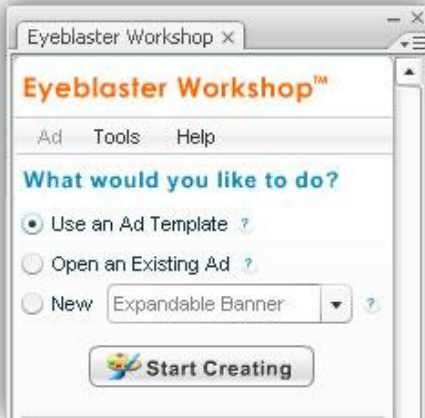 Eyeblaster Workshop ×
Eyeblaster Workshop™
Ad Tools Help
What would you like to do?
Use an Ad Template ?
Open an Existing Ad ?
New Expandable Banner ?
Start Creating